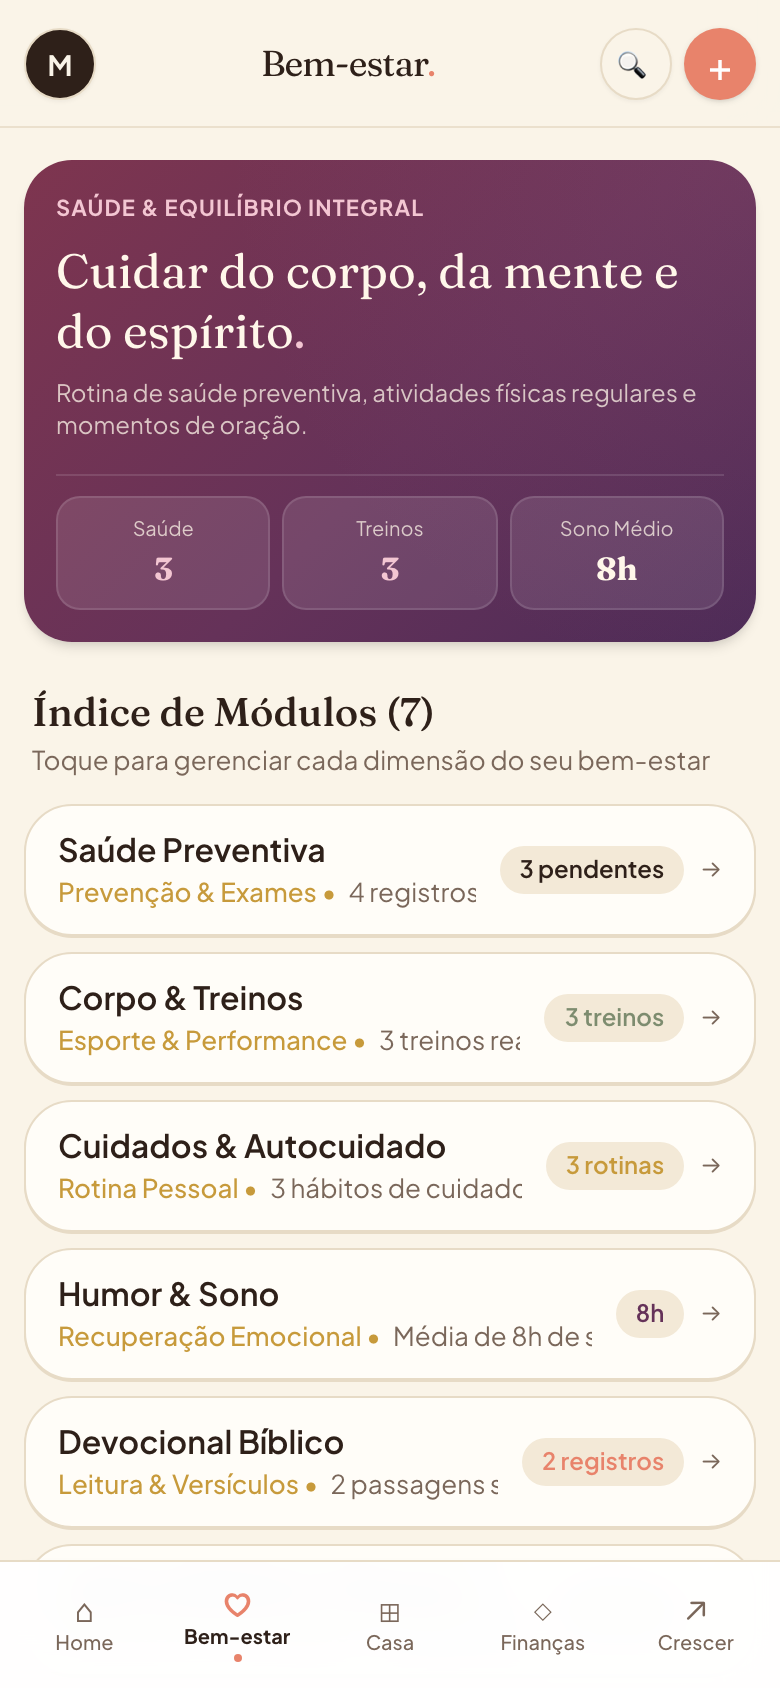 M
Bem-estar.
+
SAÚDE & EQUILÍBRIO INTEGRAL
Cuidar do corpo, da mente e
do espírito.
Rotina de saúde preventiva, atividades físicas regulares e
momentos de oração.
Saúde
3
Treinos
3
Sono Médio
8h
Índice de Módulos (7)
Toque para gerenciar cada dimensão do seu bem-estar
Saúde Preventiva
Prevenção & Exames • 4 registros
3 pendentes →
Corpo & Treinos
Esporte & Performance • 3 treinos rea
3 treinos →
Cuidados & Autocuidado
Rotina Pessoal • 3 hábitos de cuidado
3 rotinas →
Humor & Sono
Recuperação Emocional • Média de 8h de s
8h →
Devocional Bíblico
Leitura & Versículos • 2 passagens s
2 registros →
Home
Bem-estar
Casa
Finanças
Crescer